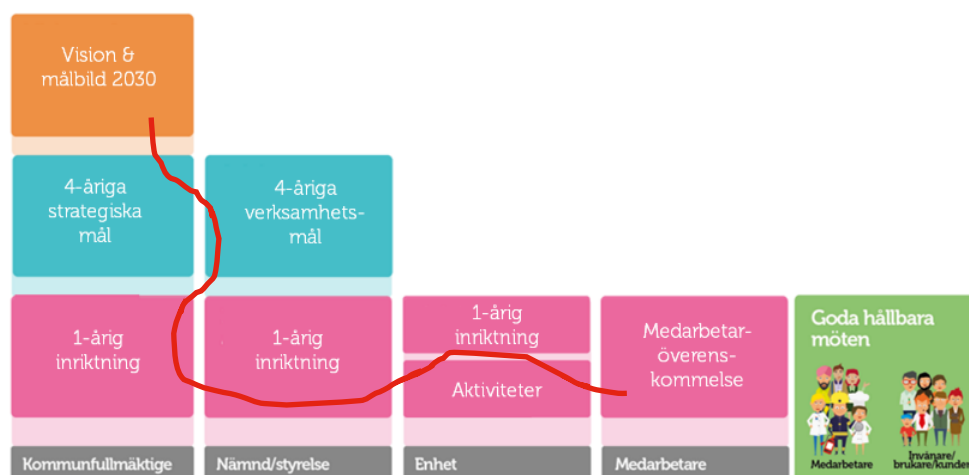 Vision &
målbild 2030
4-åriga
strategiska
mål
4-åriga
verksamhets-
mål
1-årig
inriktning
1-årig
inriktning
1-årig
inriktning
Aktiviteter
Medarbetar-
överens-
kommelse
Goda hållbara
möten
Medarbetare
Invånare/
brukare/kunder
Kommunfullmäktige
Nämnd/styrelse
Enhet
Medarbetare